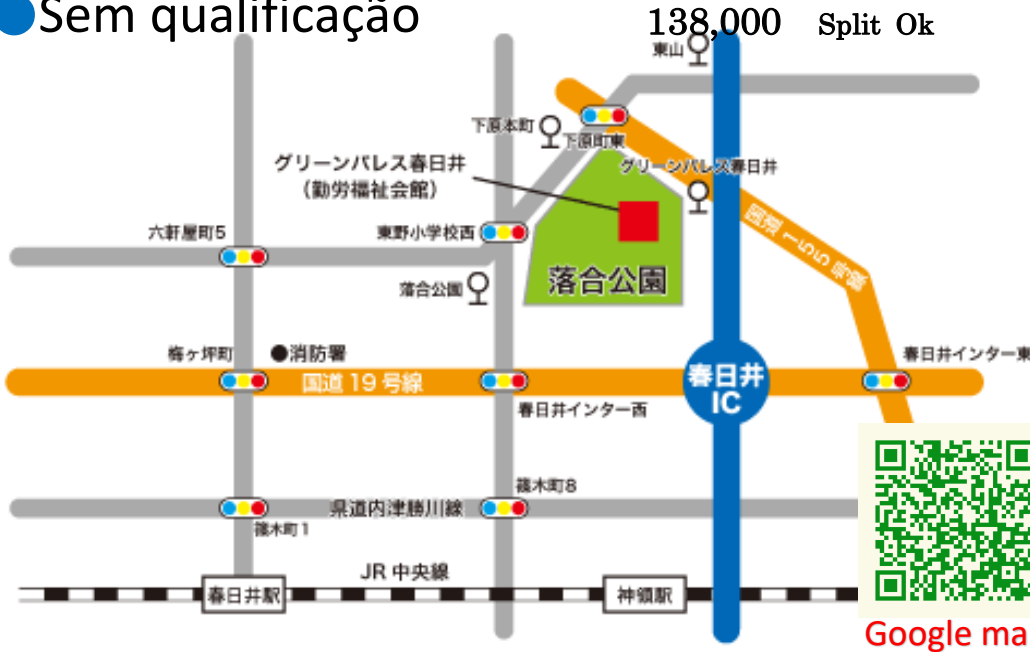 Sem qualificação
138,000 Split Ok
東山
下原本町
下原町東
グリーンパレス春日井
グリーンパレス春日井
（勤労福祉会館）
国道155号線
六軒屋町5
東野小学校西
落合公園
落合公園
梅ヶ坪町
●消防署
春日井インター東
国道19号線
春日井
IC
春日井インター西
篠木町8
県道内津勝川線
篠木町1
JR中央線
春日井駅
神領駅
Google ma